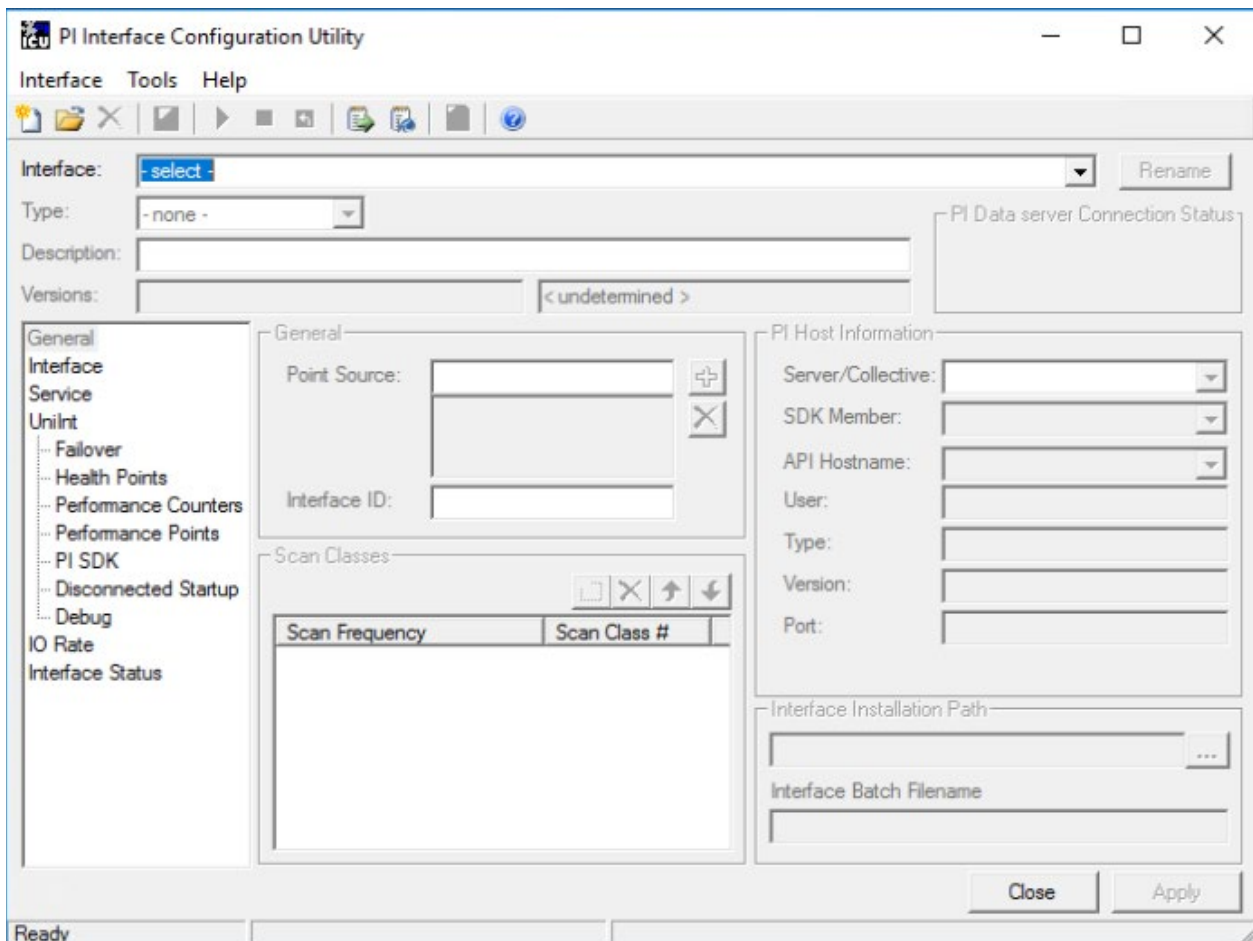 PI Interface Configuration Utility
Interface Tools Help
Interface: - select - Rename
Type: - none - PI Data server Connection Status
Description:
Versions: < undetermined >
General
Interface
Service
UniInt
Failover
Health Points
Performance Counters
Performance Points
PI SDK
Disconnected Startup
Debug
IO Rate
Interface Status
General
Point Source:
Interface ID:
Scan Classes
Scan Frequency Scan Class #
PI Host Information
Server/Collective:
SDK Member:
API Hostname:
User:
Type:
Version:
Port:
Interface Installation Path
...
Interface Batch Filename
Close Apply
Ready